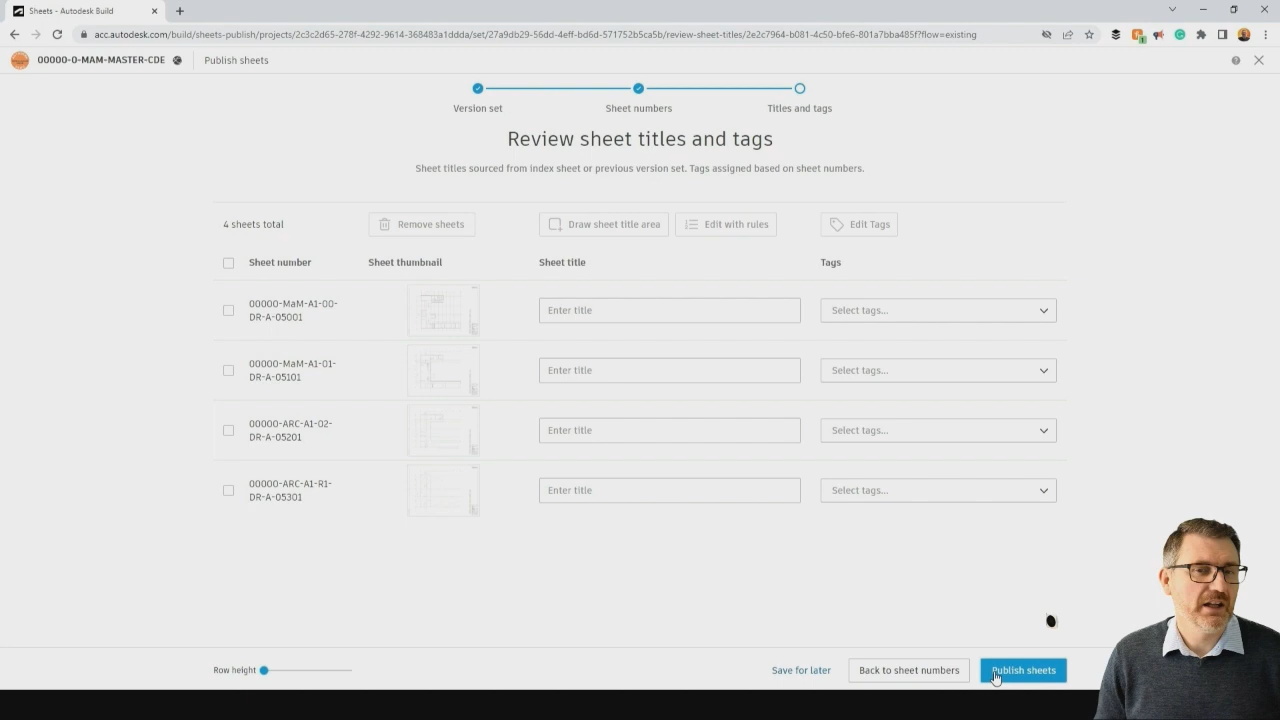 Sheets - Autodesk Build
acc.autodesk.com/build/sheets-publish/projects/2c3c2d65-278f-4292-9614-368483a1ddda/set/27a9db29-56dd-4eff-bd6d-571752b5ca5b/review-sheet-titles/2e2c7964-b081-4c50-bfe6-801a7bba485f?flow=existing
00000-0-MAM-MASTER-CDE
Publish sheets
Version set
Sheet numbers
Titles and tags
Review sheet titles and tags
Sheet titles sourced from index sheet or previous version set. Tags assigned based on sheet numbers.
4 sheets total
Remove sheets
Draw sheet title area
Edit with rules
Edit Tags
Sheet number
Sheet thumbnail
Sheet title
Tags
00000-MaM-A1-00-
DR-A-05001
Enter title
Select tags...
00000-MaM-A1-01-
DR-A-05101
Enter title
Select tags...
00000-ARC-A1-02-
DR-A-05201
Enter title
Select tags...
00000-ARC-A1-R1-
DR-A-05301
Enter title
Select tags...
Row height
Save for later
Back to sheet numbers
Publish sheets